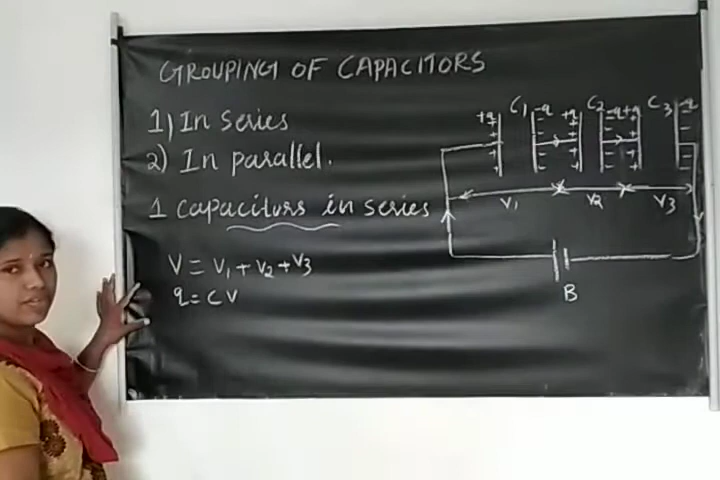 GROUPING OF CAPACITORS
1) In Series
2) In parallel.
1 Capacitors in series
V = V1 + V2 + V3
q = CV
+q C1 -q +q C2 -q +q C3 -q
V1 V2 V3
B